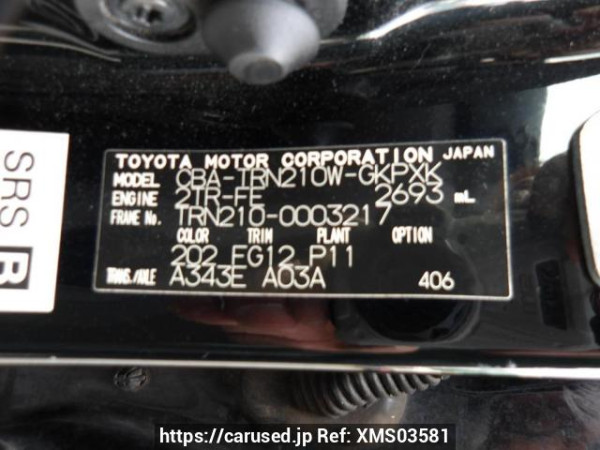 TOYOTA MOTOR CORPORATION JAPAN
MODEL CBA-TRN210W-GKPXK
ENGINE 2TR-FE 2693 mL
FRAME No. TRN210-0003217
COLOR TRIM PLANT OPTION
202 FG12 P11
TRANS./AXLE A343E A03A 406
SRS B
https://carused.jp Ref: XMS03581